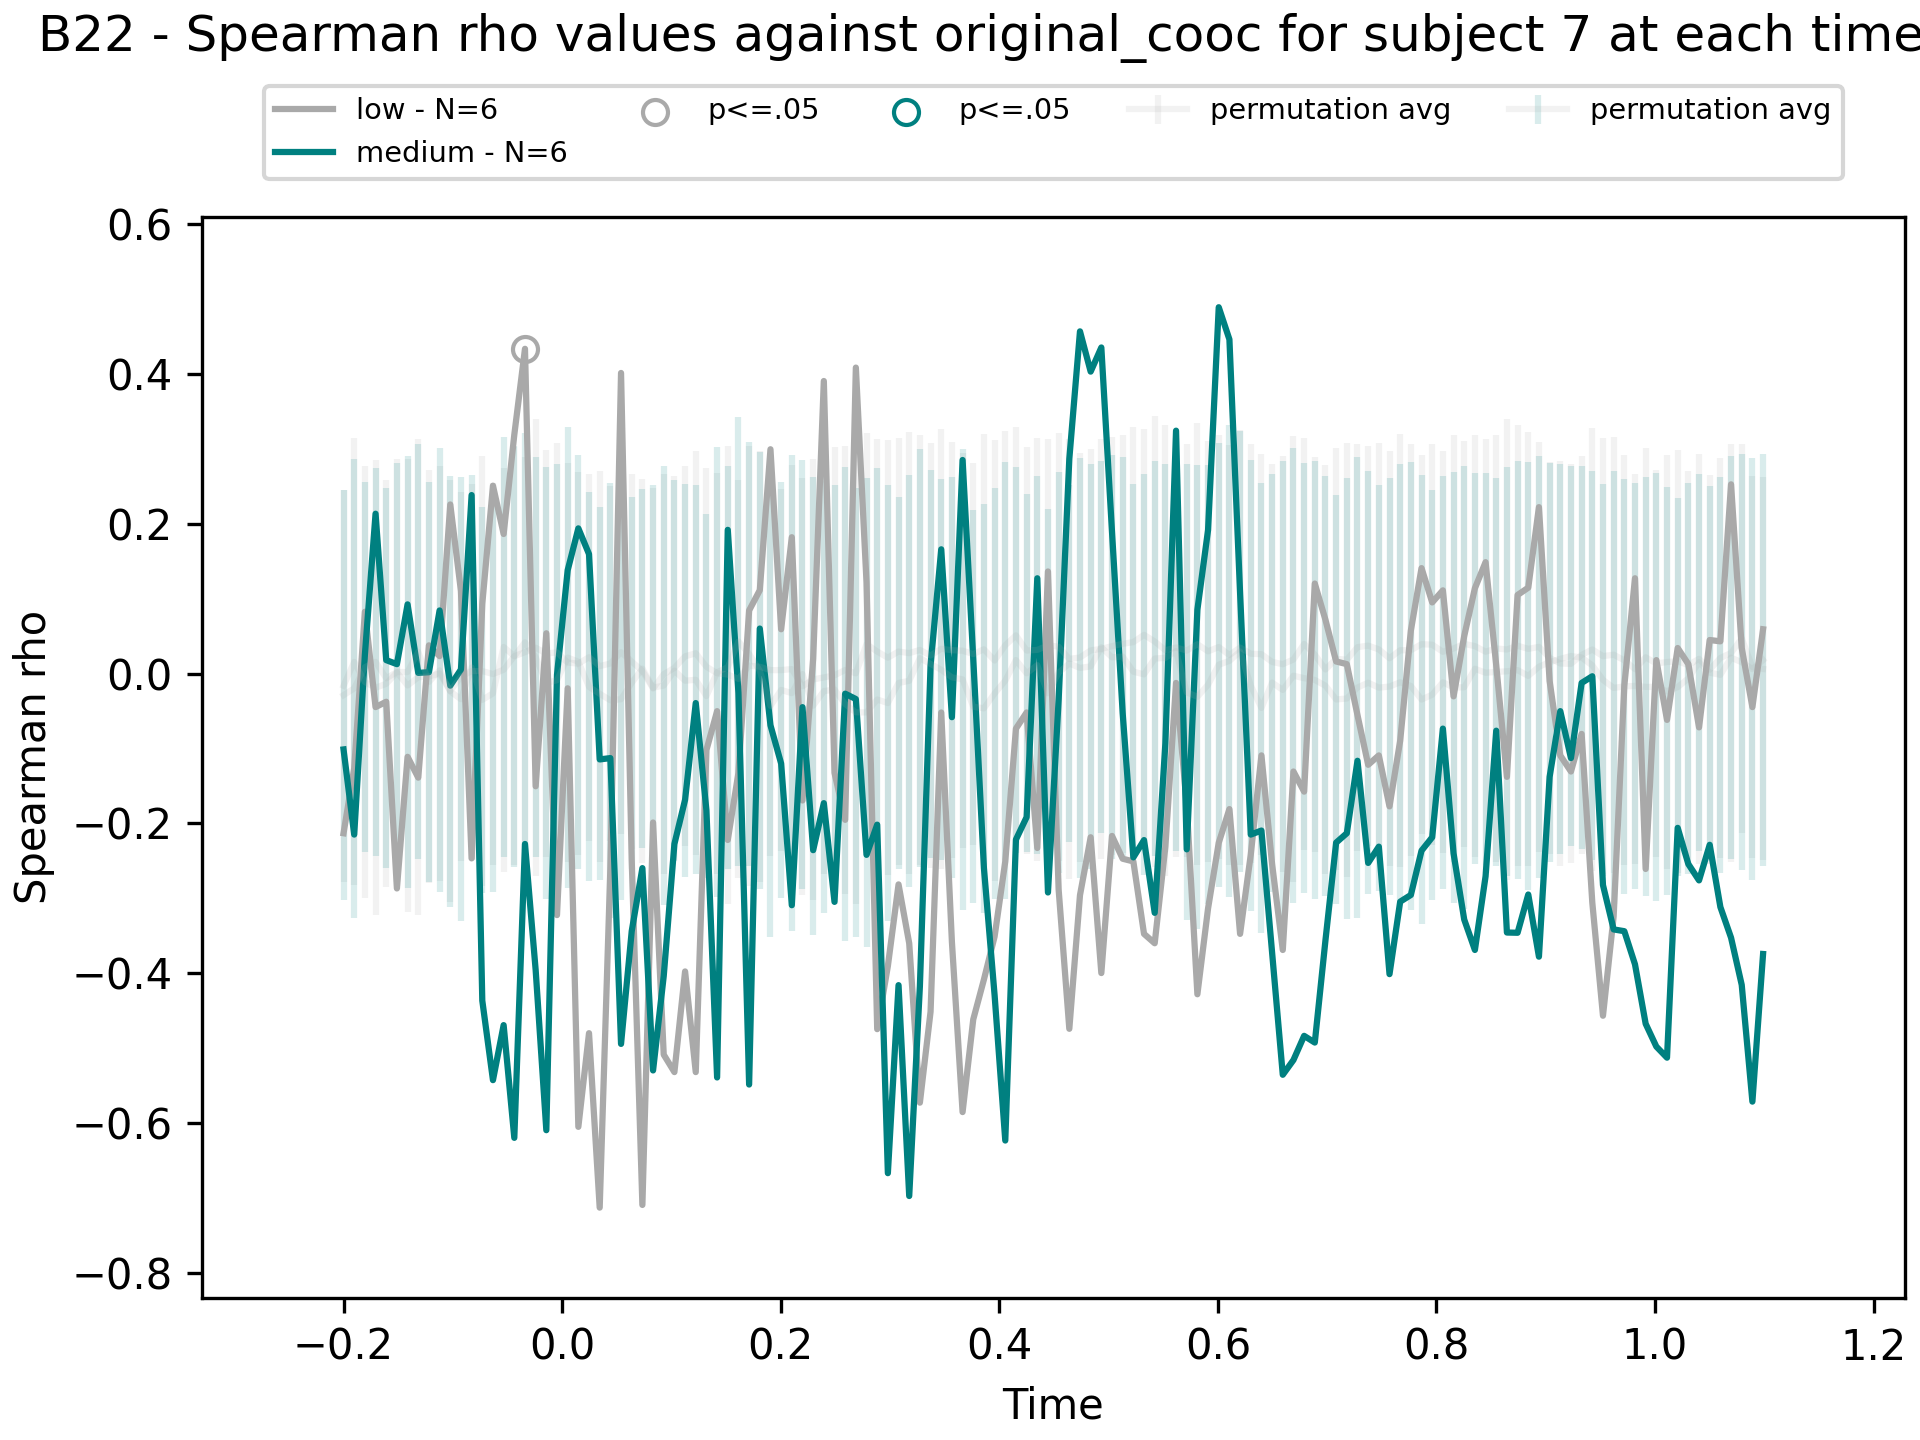 B22 - Spearman rho values against original_cooc for subject 7 at each time
low - N=6
medium - N=6
p<=.05
p<=.05
permutation avg
permutation avg
0.6
0.4
0.2
0.0
−0.2
−0.4
−0.6
−0.8
Spearman rho
−0.2
0.0
0.2
0.4
0.6
0.8
1.0
1.2
Time